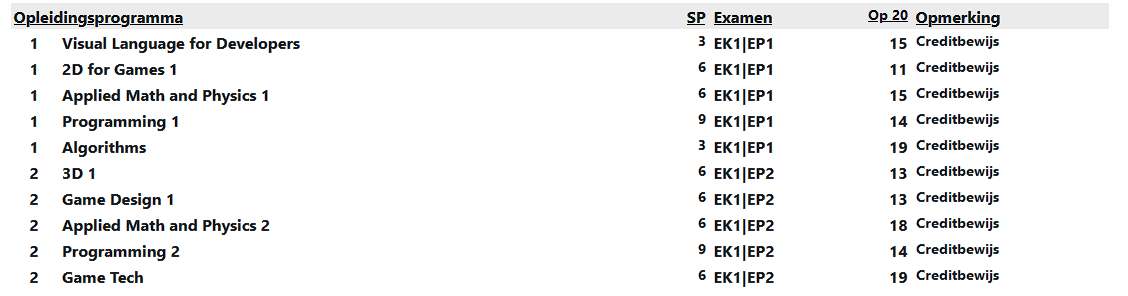 Opleidingsprogramma SP Examen Op 20 Opmerking
1 Visual Language for Developers 3 EK1|EP1 15 Creditbewijs
1 2D for Games 1 6 EK1|EP1 11 Creditbewijs
1 Applied Math and Physics 1 6 EK1|EP1 15 Creditbewijs
1 Programming 1 9 EK1|EP1 14 Creditbewijs
1 Algorithms 3 EK1|EP1 19 Creditbewijs
2 3D 1 6 EK1|EP2 13 Creditbewijs
2 Game Design 1 6 EK1|EP2 13 Creditbewijs
2 Applied Math and Physics 2 6 EK1|EP2 18 Creditbewijs
2 Programming 2 9 EK1|EP2 14 Creditbewijs
2 Game Tech 6 EK1|EP2 19 Creditbewijs